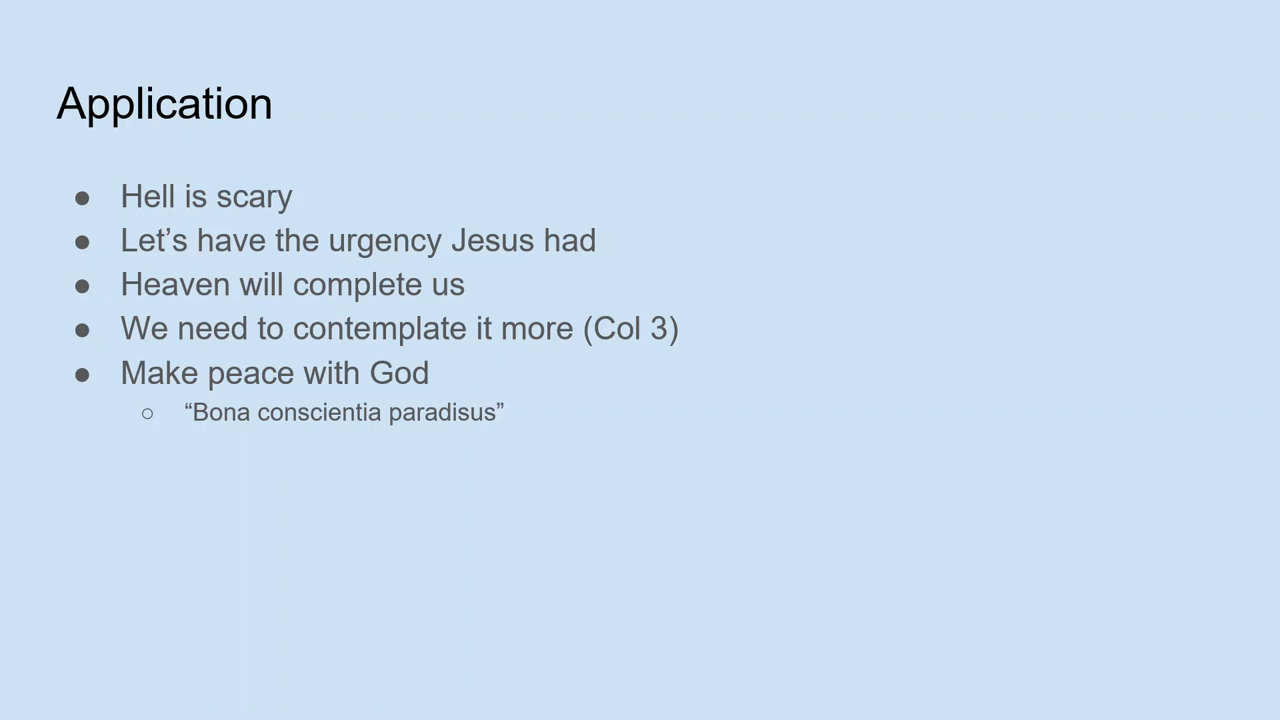 Application
● Hell is scary
● Let’s have the urgency Jesus had
● Heaven will complete us
● We need to contemplate it more (Col 3)
● Make peace with God
○ “Bona conscientia paradisus”